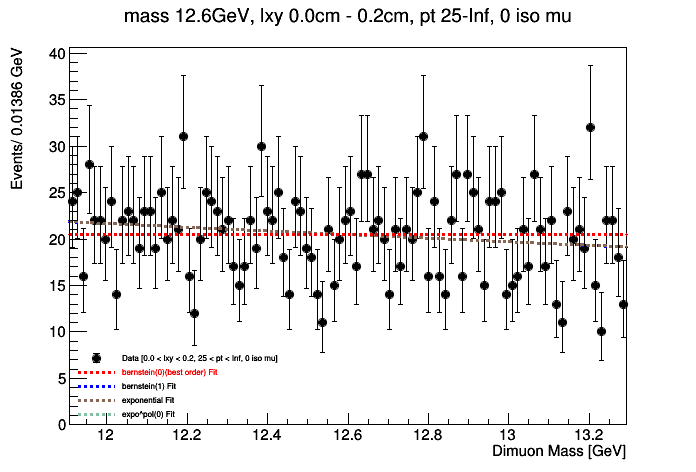 mass 12.6GeV, lxy 0.0cm - 0.2cm, pt 25-Inf, 0 iso mu
Events/ 0.01386 GeV
40
35
30
25
20
15
10
5
0
Data [0.0 < lxy < 0.2, 25 < pt < Inf, 0 iso mu]
bernstein(0)(best order) Fit
bernstein(1) Fit
exponential Fit
expo*pol(0) Fit
12 12.2 12.4 12.6 12.8 13 13.2
Dimuon Mass [GeV]